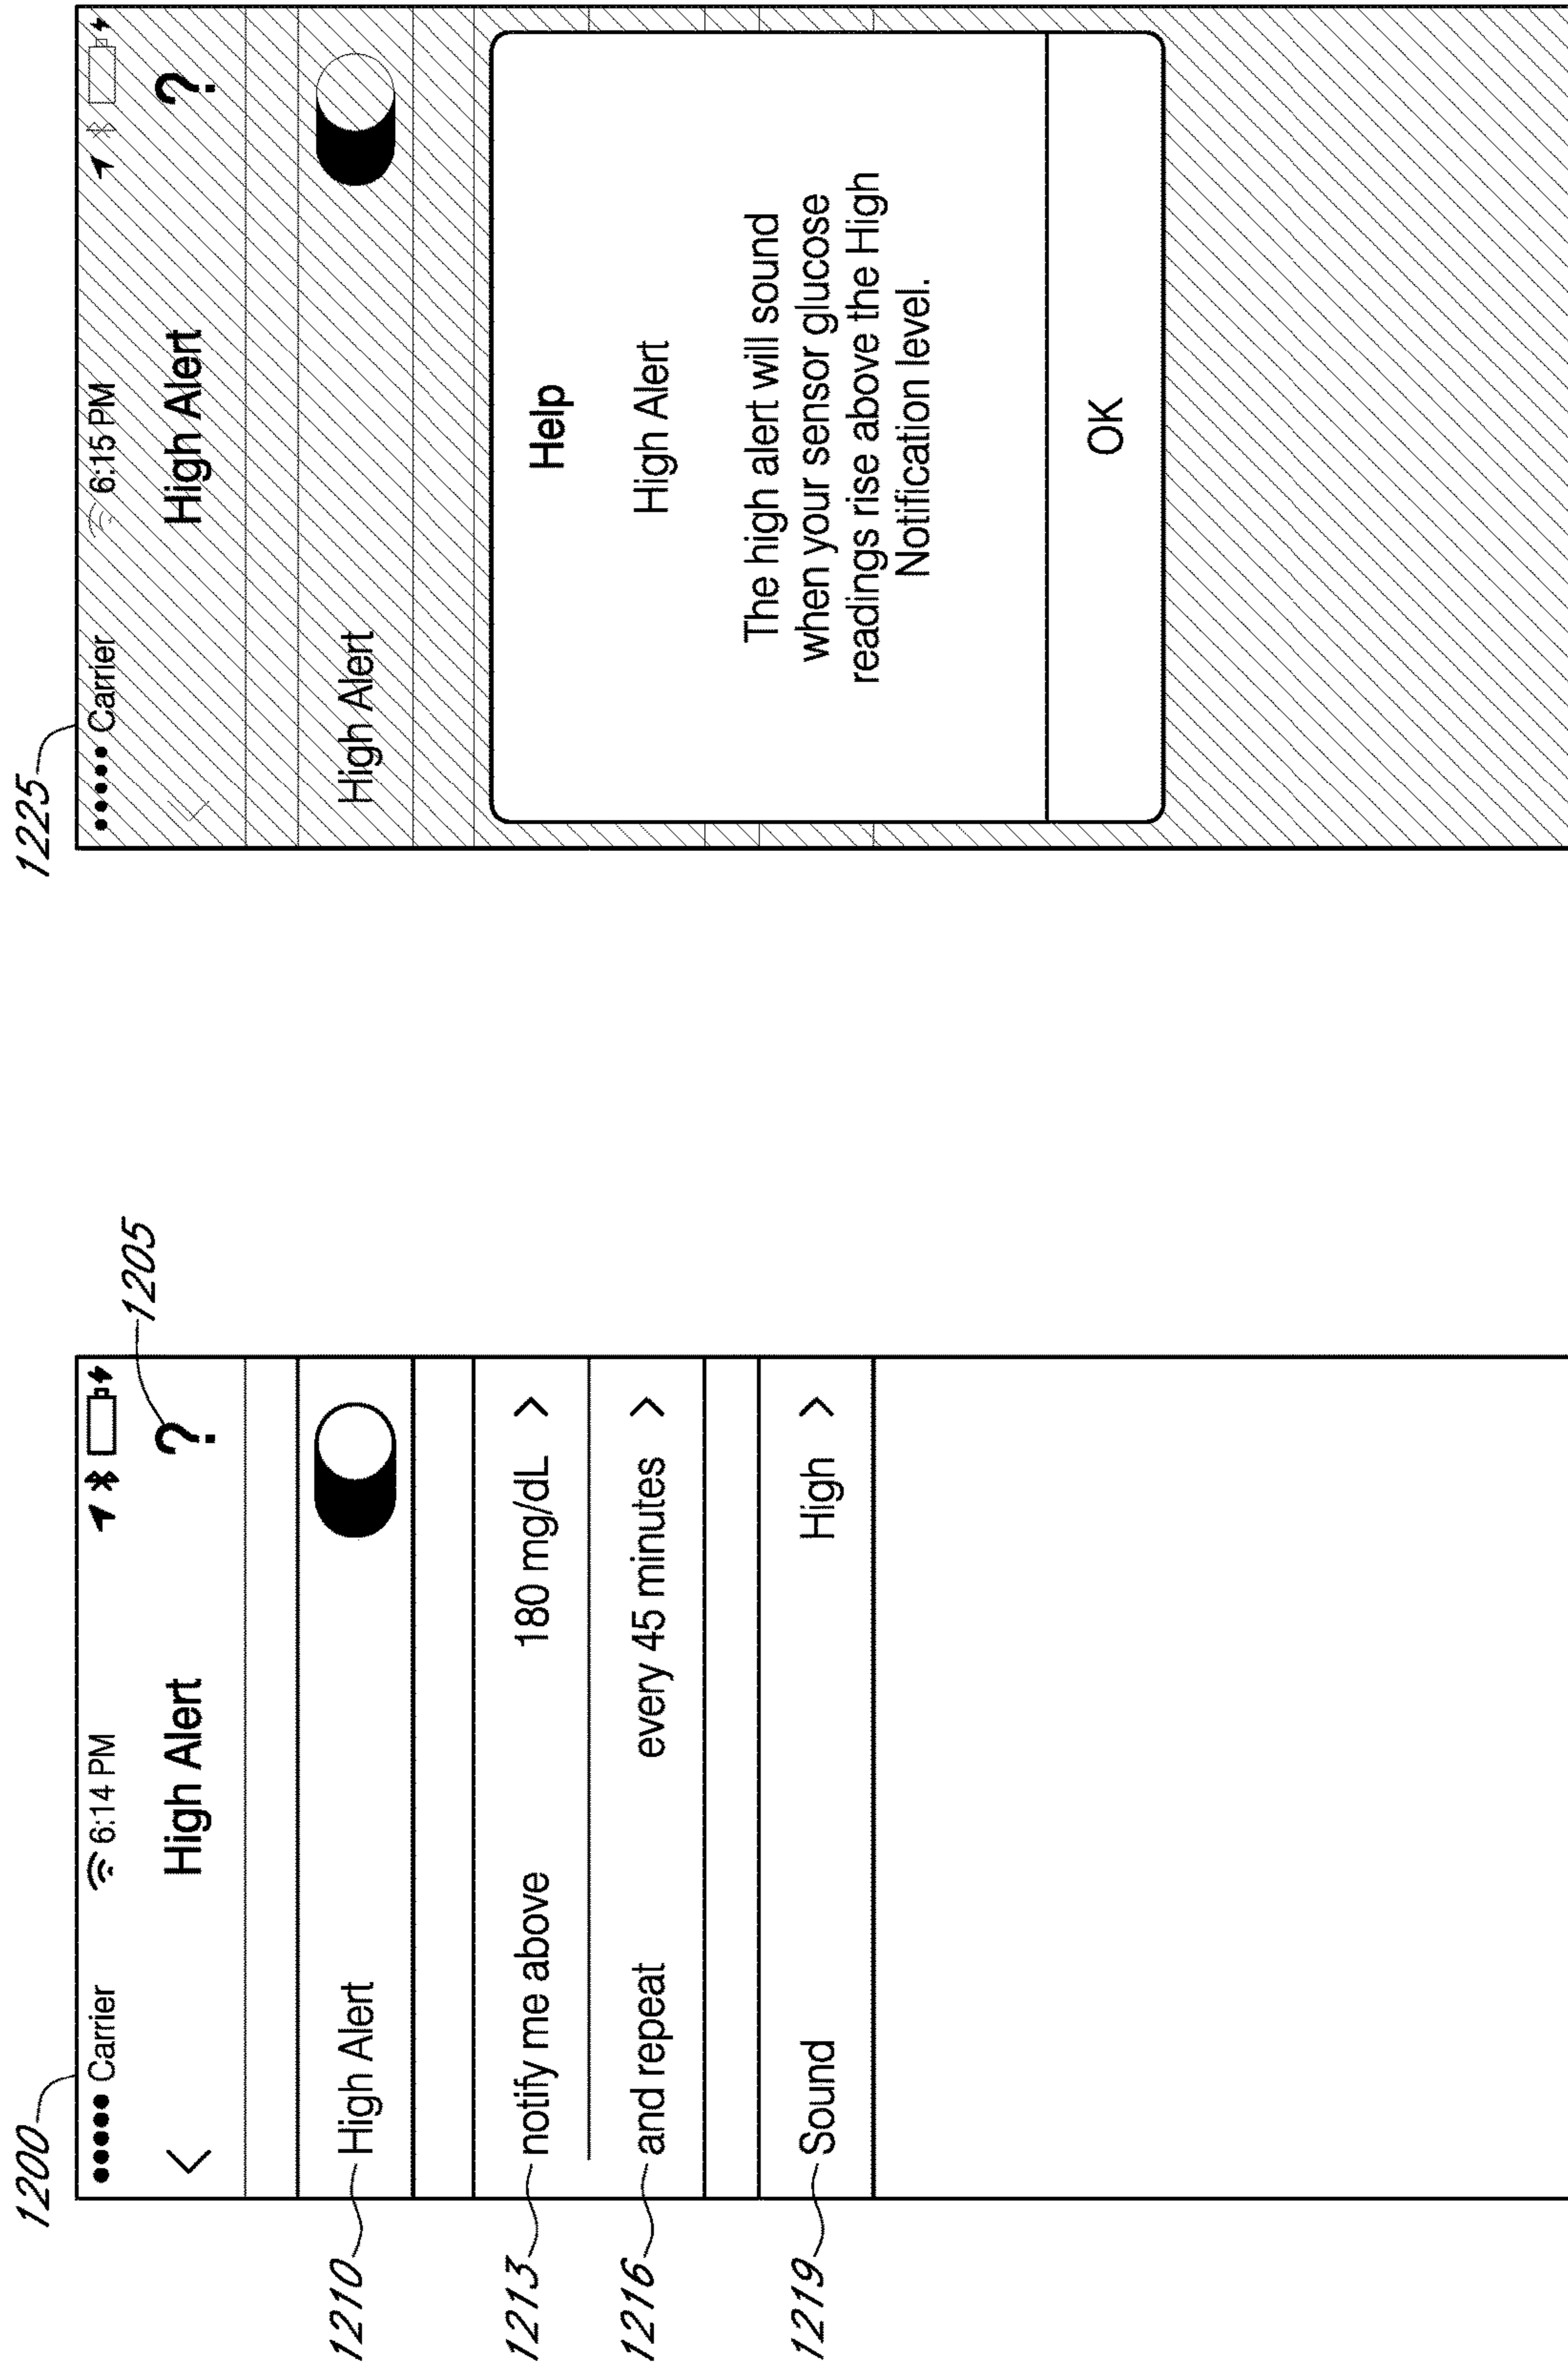 1200
Carrier 6:14 PM
< High Alert ?
1205
1210 High Alert
1213 notify me above 180 mg/dL >
1216 and repeat every 45 minutes >
1219 Sound High >
1225
Carrier 6:15 PM
< High Alert ?
High Alert
Help
High Alert
The high alert will sound
when your sensor glucose
readings rise above the High
Notification level.
OK